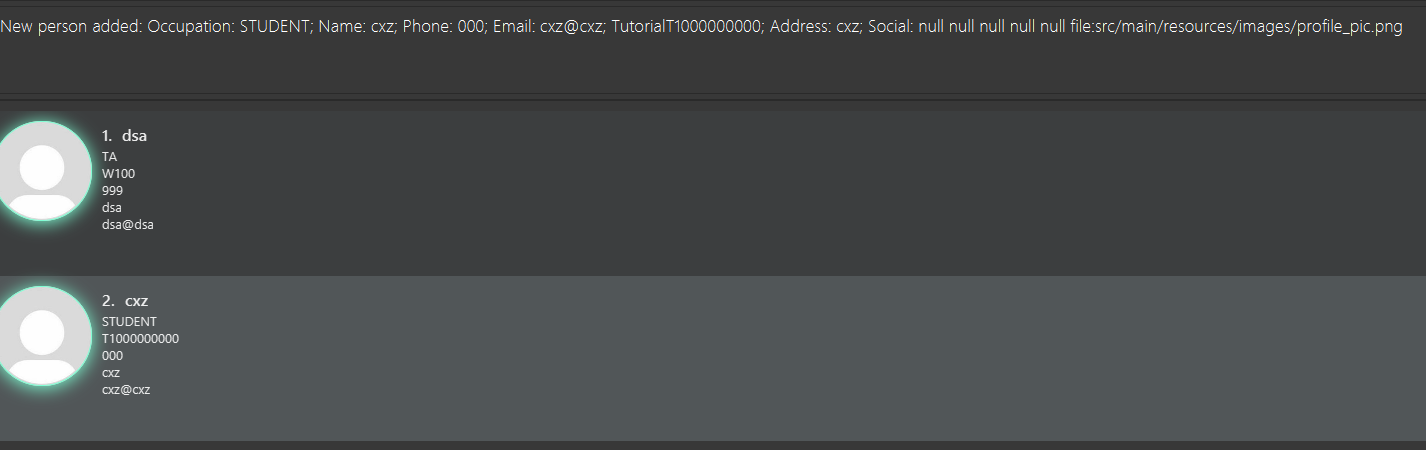 New person added: Occupation: STUDENT; Name: cxz; Phone: 000; Email: cxz@cxz; TutorialT1000000000; Address: cxz; Social: null null null null null file:src/main/resources/images/profile_pic.png
1. dsa
TA
W100
999
dsa
dsa@dsa
2. cxz
STUDENT
T1000000000
000
cxz
cxz@cxz